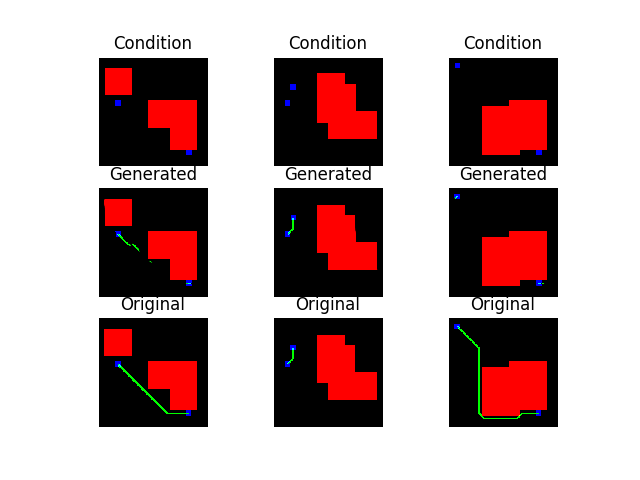 Condition Condition Condition
Generated Generated Generated
Original Original Original